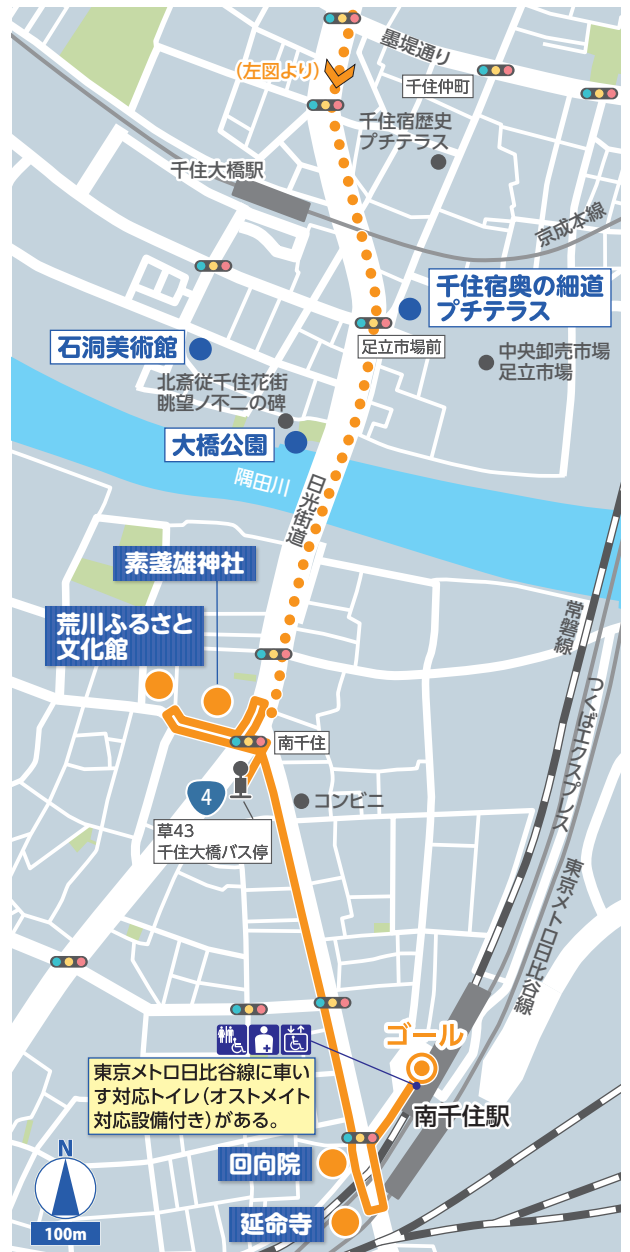 墨堤通り
(左図より)
千住仲町
千住宿歴史
プチテラス
千住大橋駅
京成本線
千住宿奥の細道
プチテラス
足立市場前
石洞美術館
中央卸売市場
足立市場
北斎従千住花街
眺望ノ不二の碑
大橋公園
隅田川
日光街道
素盞雄神社
荒川ふるさと
文化館
常磐線
つくばエクスプレス
南千住
4
コンビニ
草43
千住大橋バス停
東京メトロ日比谷線
ゴール
東京メトロ日比谷線に車い
す対応トイレ(オストメイト
対応設備付き)がある。
南千住駅
回向院
延命寺
N
100m